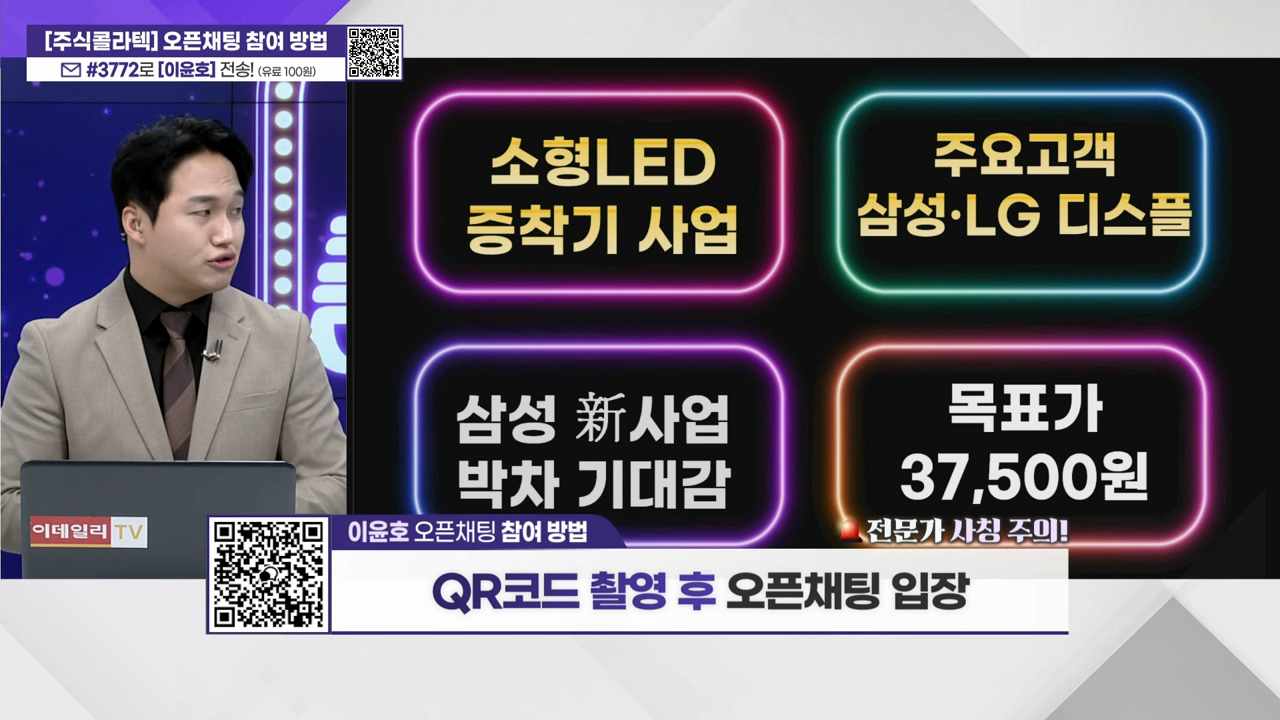 [주식콜라텍] 오픈채팅 참여 방법
#3772로 [이윤호] 전송! (유료 100원)
소형LED
증착기 사업
주요고객
삼성·LG 디스플
삼성 新사업
박차 기대감
목표가
37,500원
이데일리 TV
이윤호 오픈채팅 참여 방법
전문가 사칭 주의!
QR코드 촬영 후 오픈채팅 입장